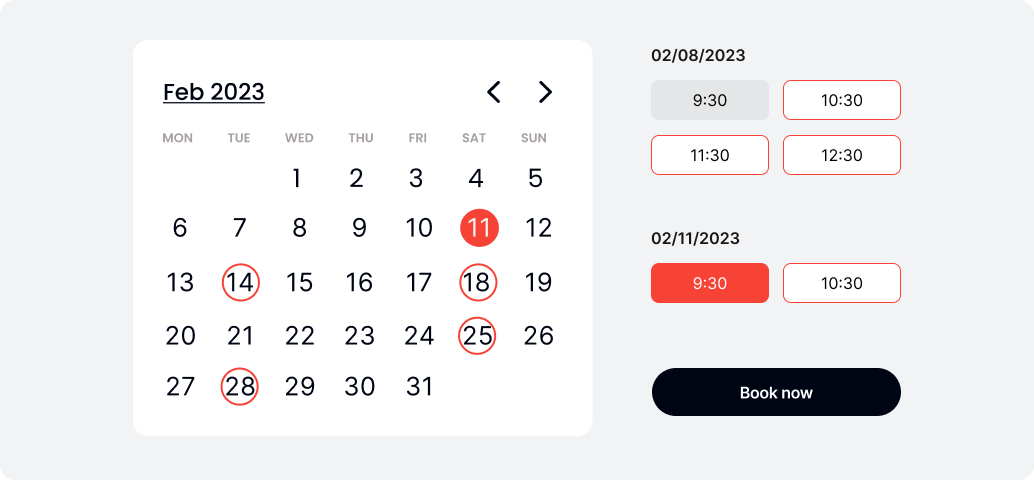 Feb 2023
MON TUE WED THU FRI SAT SUN
1 2 3 4 5
6 7 8 9 10 11 12
13 14 15 16 17 18 19
20 21 22 23 24 25 26
27 28 29 30 31
02/08/2023
9:30 10:30
11:30 12:30
02/11/2023
9:30 10:30
Book now